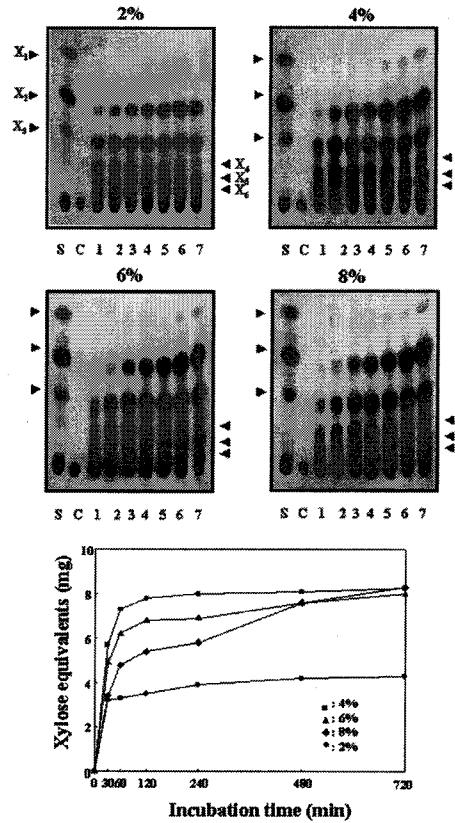 2% 4%
X₁
X₂
X₃
X₄
S C 1 2 3 4 5 6 7 S C 1 2 3 4 5 6 7
6% 8%
S C 1 2 3 4 5 6 7 S C 1 2 3 4 5 6 7
Xylose equivalents (mg)
10
8
6
4
2
0
: 4%
: 6%
: 8%
: 2%
0 30 60 120 240 480 720
Incubation time (min)